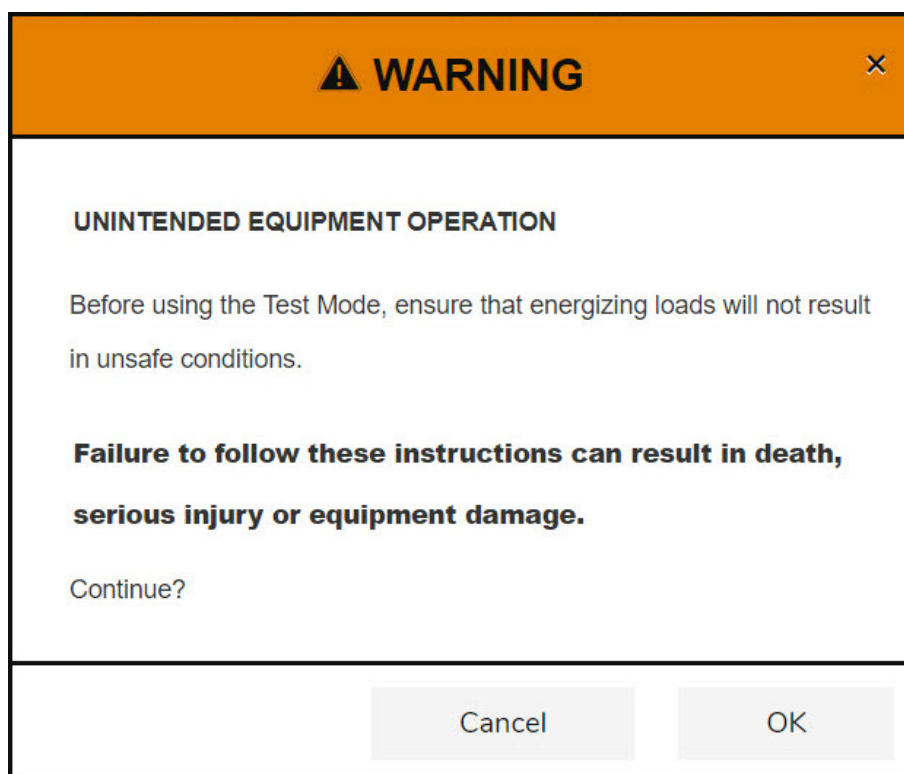 WARNING
×
UNINTENDED EQUIPMENT OPERATION
Before using the Test Mode, ensure that energizing loads will not result
in unsafe conditions.
Failure to follow these instructions can result in death,
serious injury or equipment damage.
Continue?
Cancel OK